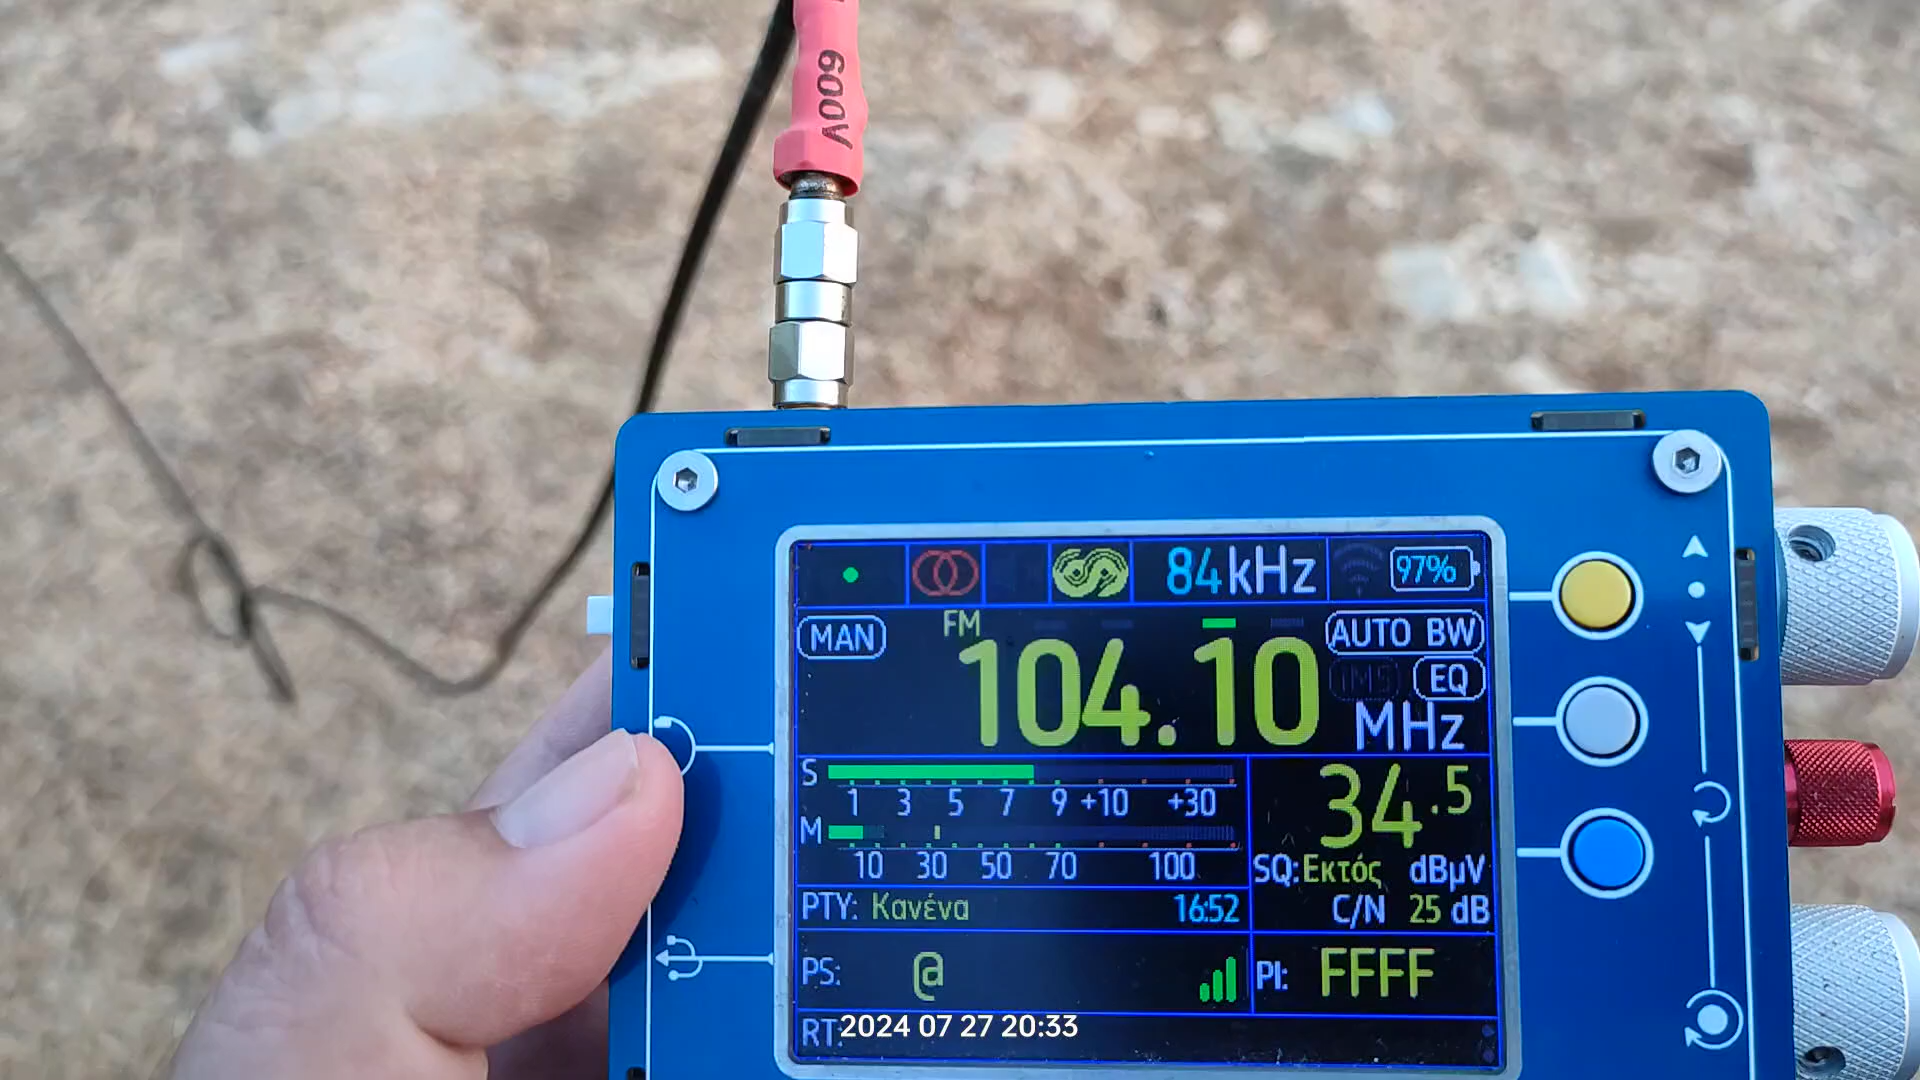 600V
84kHz 97%
MAN FM 104.10 MHz AUTO BW
IMS EQ
S
1 3 5 7 9 +10 +30
M
10 30 50 70 100
34.5
SQ: Εκτός dBµV
C/N 25 dB
PTY: Κανένα 16:52
PS: @
PI: FFFF
RT:
2024 07 27 20:33